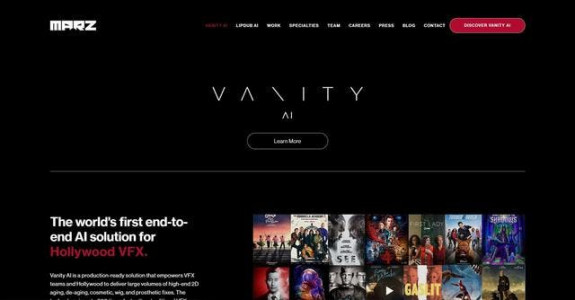 MARZ
VANITY AI LIPDUB AI WORK SPECIALTIES TEAM CAREERS PRESS BLOG CONTACT DISCOVER VANITY AI
VANITY
AI
Learn More
The world's first end-to-
end AI solution for
Hollywood VFX.
Vanity AI is a production-ready solution that empowers VFX
teams and Hollywood to deliver large volumes of high-end 2D
aging, de-aging, cosmetic, wig, and prosthetic fixes. The
SEE
FIRST LADY
GASLIT